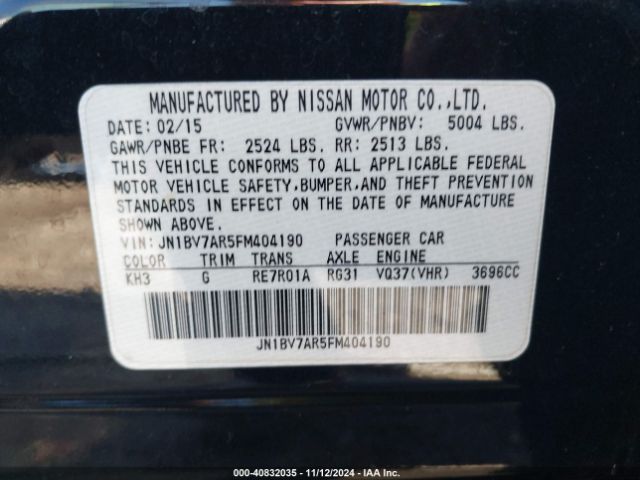 MANUFACTURED BY NISSAN MOTOR CO.,LTD.
DATE: 02/15 GVWR/PNBV: 5004 LBS.
GAWR/PNBE FR: 2524 LBS. RR: 2513 LBS.
THIS VEHICLE CONFORMS TO ALL APPLICABLE FEDERAL
MOTOR VEHICLE SAFETY,BUMPER,AND THEFT PREVENTION
STANDARDS IN EFFECT ON THE DATE OF MANUFACTURE
SHOWN ABOVE.
VIN: JN1BV7AR5FM404190 PASSENGER CAR
COLOR TRIM TRANS AXLE ENGINE
KH3 G RE7R01A RG31 VQ37(VHR) 3696CC
JN1BV7AR5FM404190
000-40832035 - 11/12/2024 - IAA Inc.